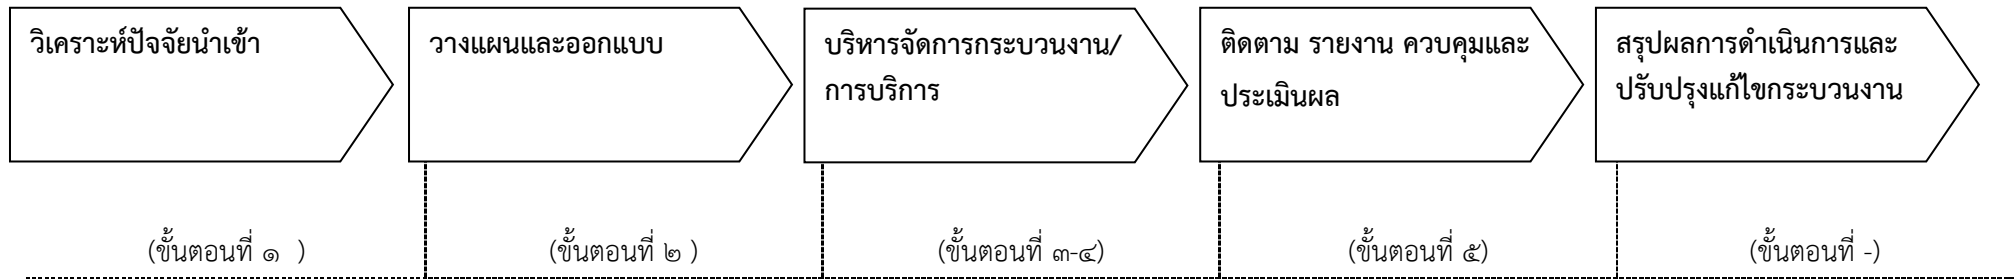 วิเคราะห์ปัจจัยนำเข้า
วางแผนและออกแบบ
บริหารจัดการกระบวนงาน/
การบริการ
ติดตาม รายงาน ควบคุมและ
ประเมินผล
สรุปผลการดำเนินการและ
ปรับปรุงแก้ไขกระบวนงาน
(ขั้นตอนที่ ๑ )
(ขั้นตอนที่ ๒ )
(ขั้นตอนที่ ๓-๔)
(ขั้นตอนที่ ๕)
(ขั้นตอนที่ -)